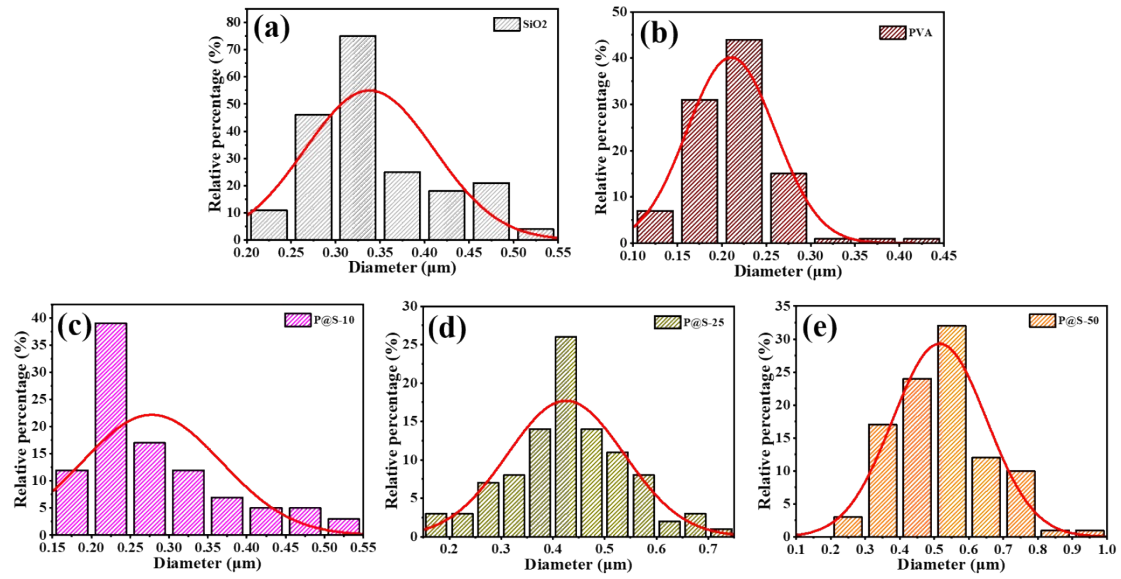 (a)
SiO2
Relative percentage (%)
80
70
60
50
40
30
20
10
0
0.20 0.25 0.30 0.35 0.40 0.45 0.50 0.55
Diameter (μm)
(b)
PVA
Relative percentage (%)
50
40
30
20
10
0
0.10 0.15 0.20 0.25 0.30 0.35 0.40 0.45
Diameter (μm)
(c)
P@S-10
Relative percentage (%)
40
35
30
25
20
15
10
5
0
0.15 0.20 0.25 0.30 0.35 0.40 0.45 0.50 0.55
Diameter (μm)
(d)
P@S-25
Relative percentage (%)
30
25
20
15
10
5
0
0.2 0.3 0.4 0.5 0.6 0.7
Diameter (μm)
(e)
P@S-50
Relative percentage (%)
35
30
25
20
15
10
5
0
0.1 0.2 0.3 0.4 0.5 0.6 0.7 0.8 0.9 1.0
Diameter (μm)